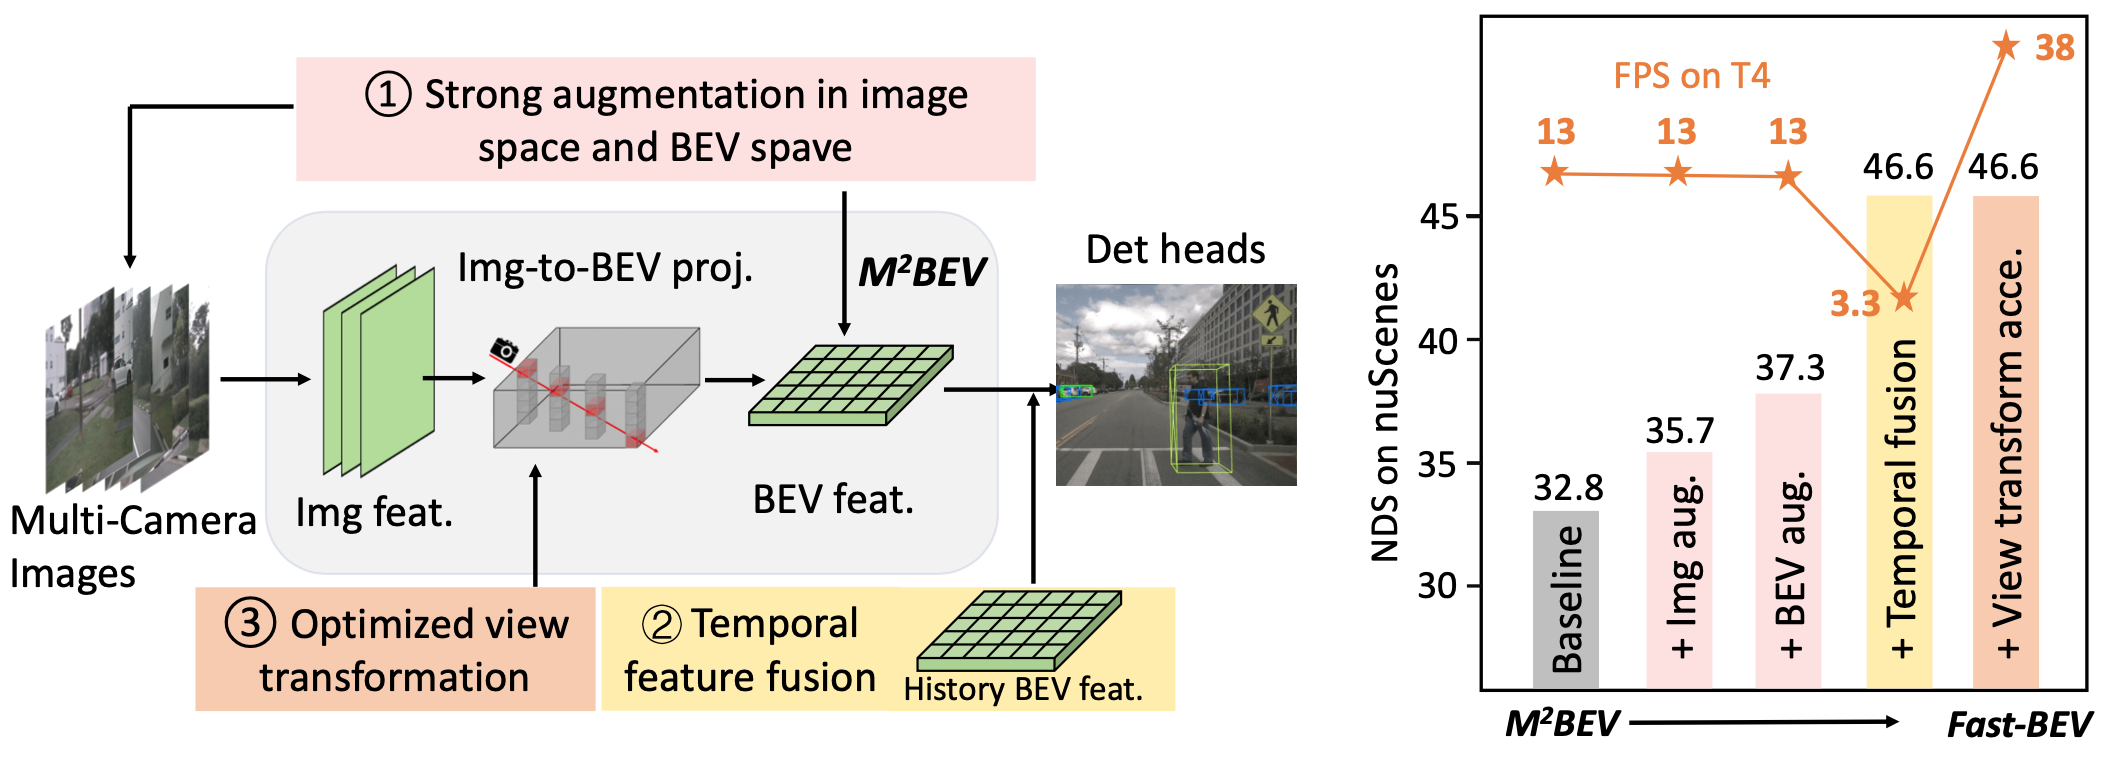 ① Strong augmentation in image
space and BEV spave
Img-to-BEV proj.
M²BEV
Det heads
Multi-Camera
Images
Img feat.
BEV feat.
③ Optimized view
transformation
② Temporal
feature fusion
History BEV feat.
FPS on T4
13
13
13
3.3
38
NDS on nuScenes
45
40
35
30
32.8
35.7
37.3
46.6
46.6
Baseline
+ Img aug.
+ BEV aug.
+ Temporal fusion
+ View transform acce.
M²BEV
Fast-BEV